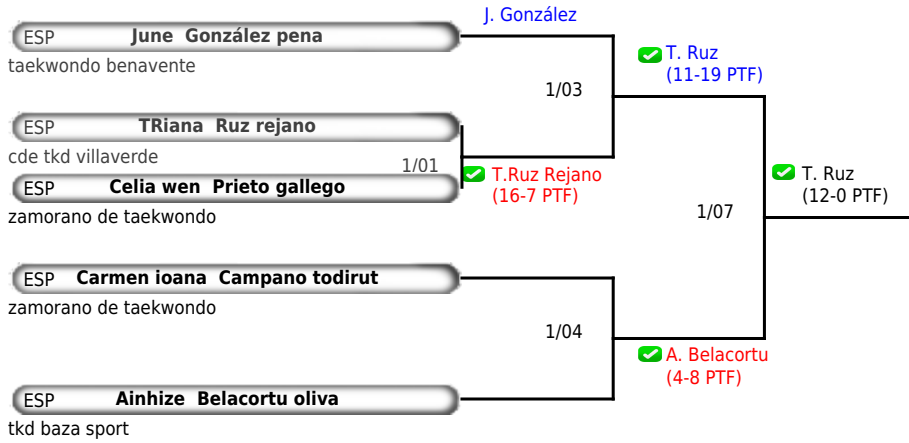 J. González
ESP June González pena
taekwondo benavente
T. Ruz
(11-19 PTF)
1/03
ESP TRiana Ruz rejano
cde tkd villaverde
1/01
T.Ruz Rejano
(16-7 PTF)
ESP Celia wen Prieto gallego
zamorano de taekwondo
T. Ruz
(12-0 PTF)
1/07
ESP Carmen ioana Campano todirut
zamorano de taekwondo
1/04
A. Belacortu
(4-8 PTF)
ESP Ainhize Belacortu oliva
tkd baza sport